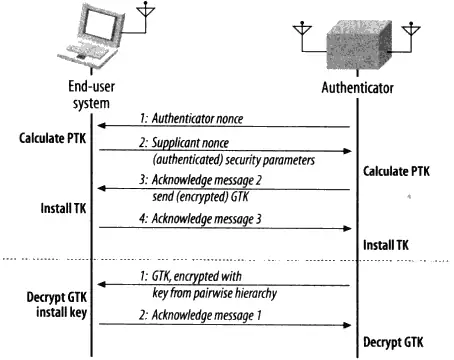 End-user
system
Authenticator
1: Authenticator nonce
Calculate PTK
2: Supplicant nonce
(authenticated) security parameters
Calculate PTK
3: Acknowledge message 2
send (encrypted) GTK
Install TK
4: Acknowledge message 3
Install TK
1: GTK, encrypted with
key from pairwise hierarchy
Decrypt GTK
install key
2: Acknowledge message 1
Decrypt GTK